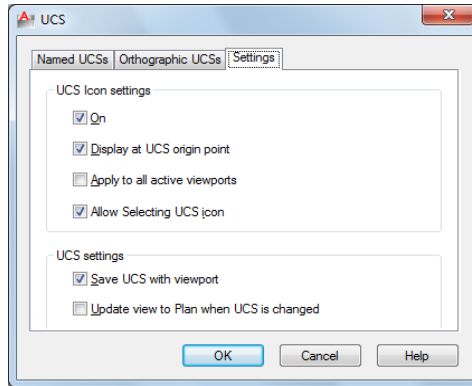 UCS
Named UCSs Orthographic UCSs Settings
UCS Icon settings
On
Display at UCS origin point
Apply to all active viewports
Allow Selecting UCS icon
UCS settings
Save UCS with viewport
Update view to Plan when UCS is changed
OK Cancel Help